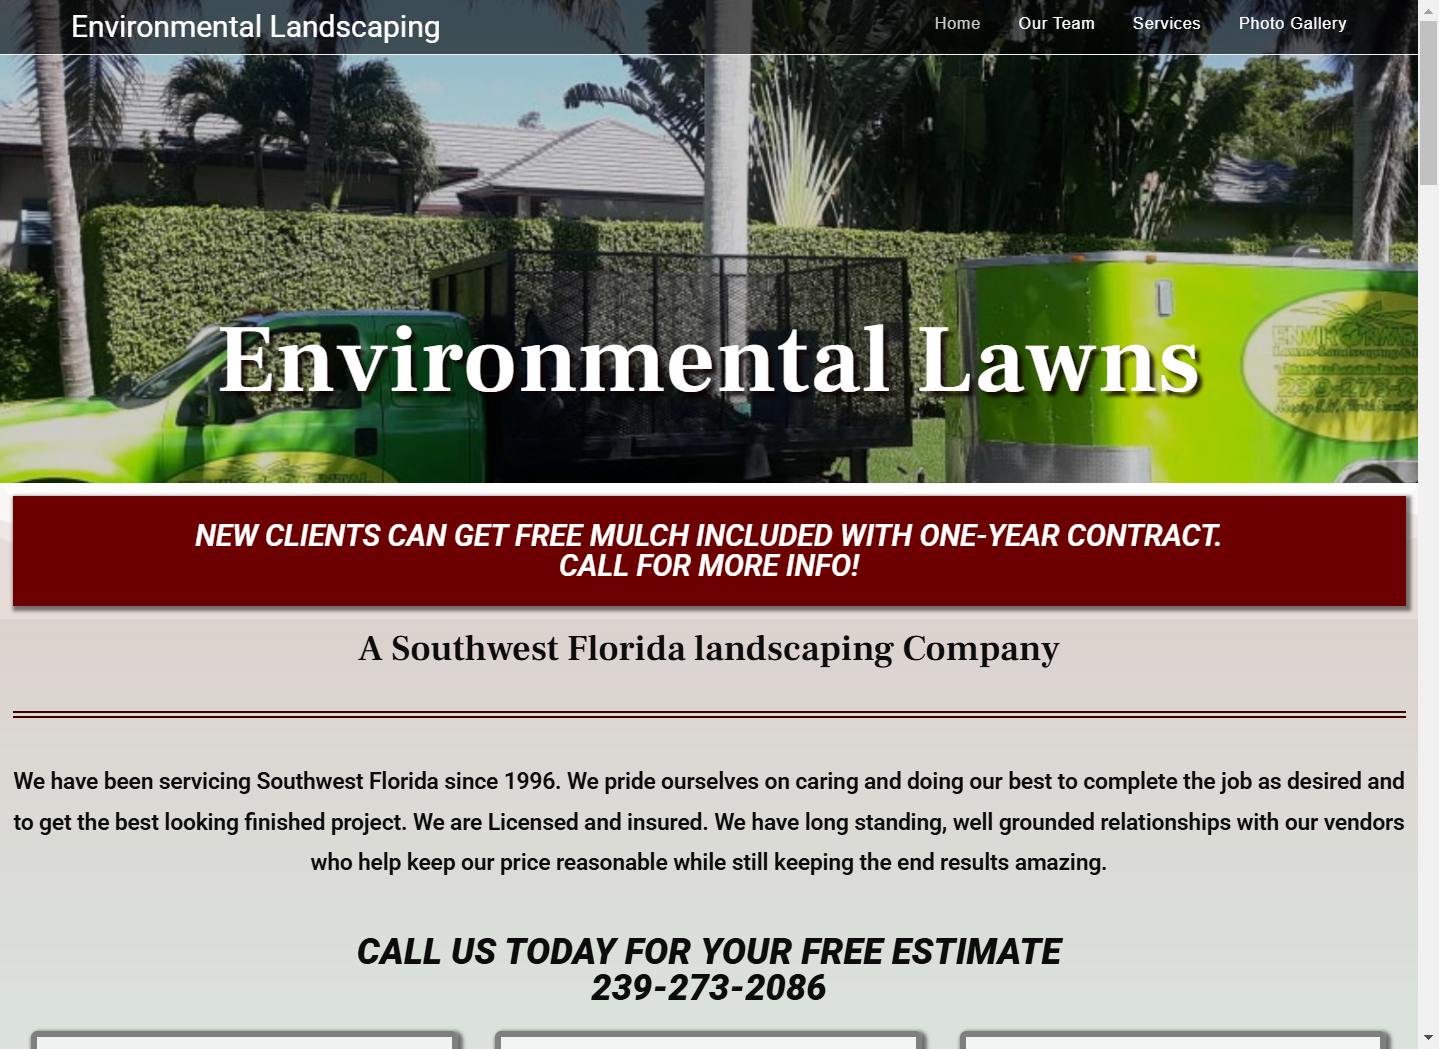 Environmental Landscaping
Home
Our Team
Services
Photo Gallery
Environmental Lawns
NEW CLIENTS CAN GET FREE MULCH INCLUDED WITH ONE-YEAR CONTRACT.
CALL FOR MORE INFO!
A Southwest Florida landscaping Company
We have been servicing Southwest Florida since 1996. We pride ourselves on caring and doing our best to complete the job as desired and
to get the best looking finished project. We are Licensed and insured. We have long standing, well grounded relationships with our vendors
who help keep our price reasonable while still keeping the end results amazing.
CALL US TODAY FOR YOUR FREE ESTIMATE
239-273-2086